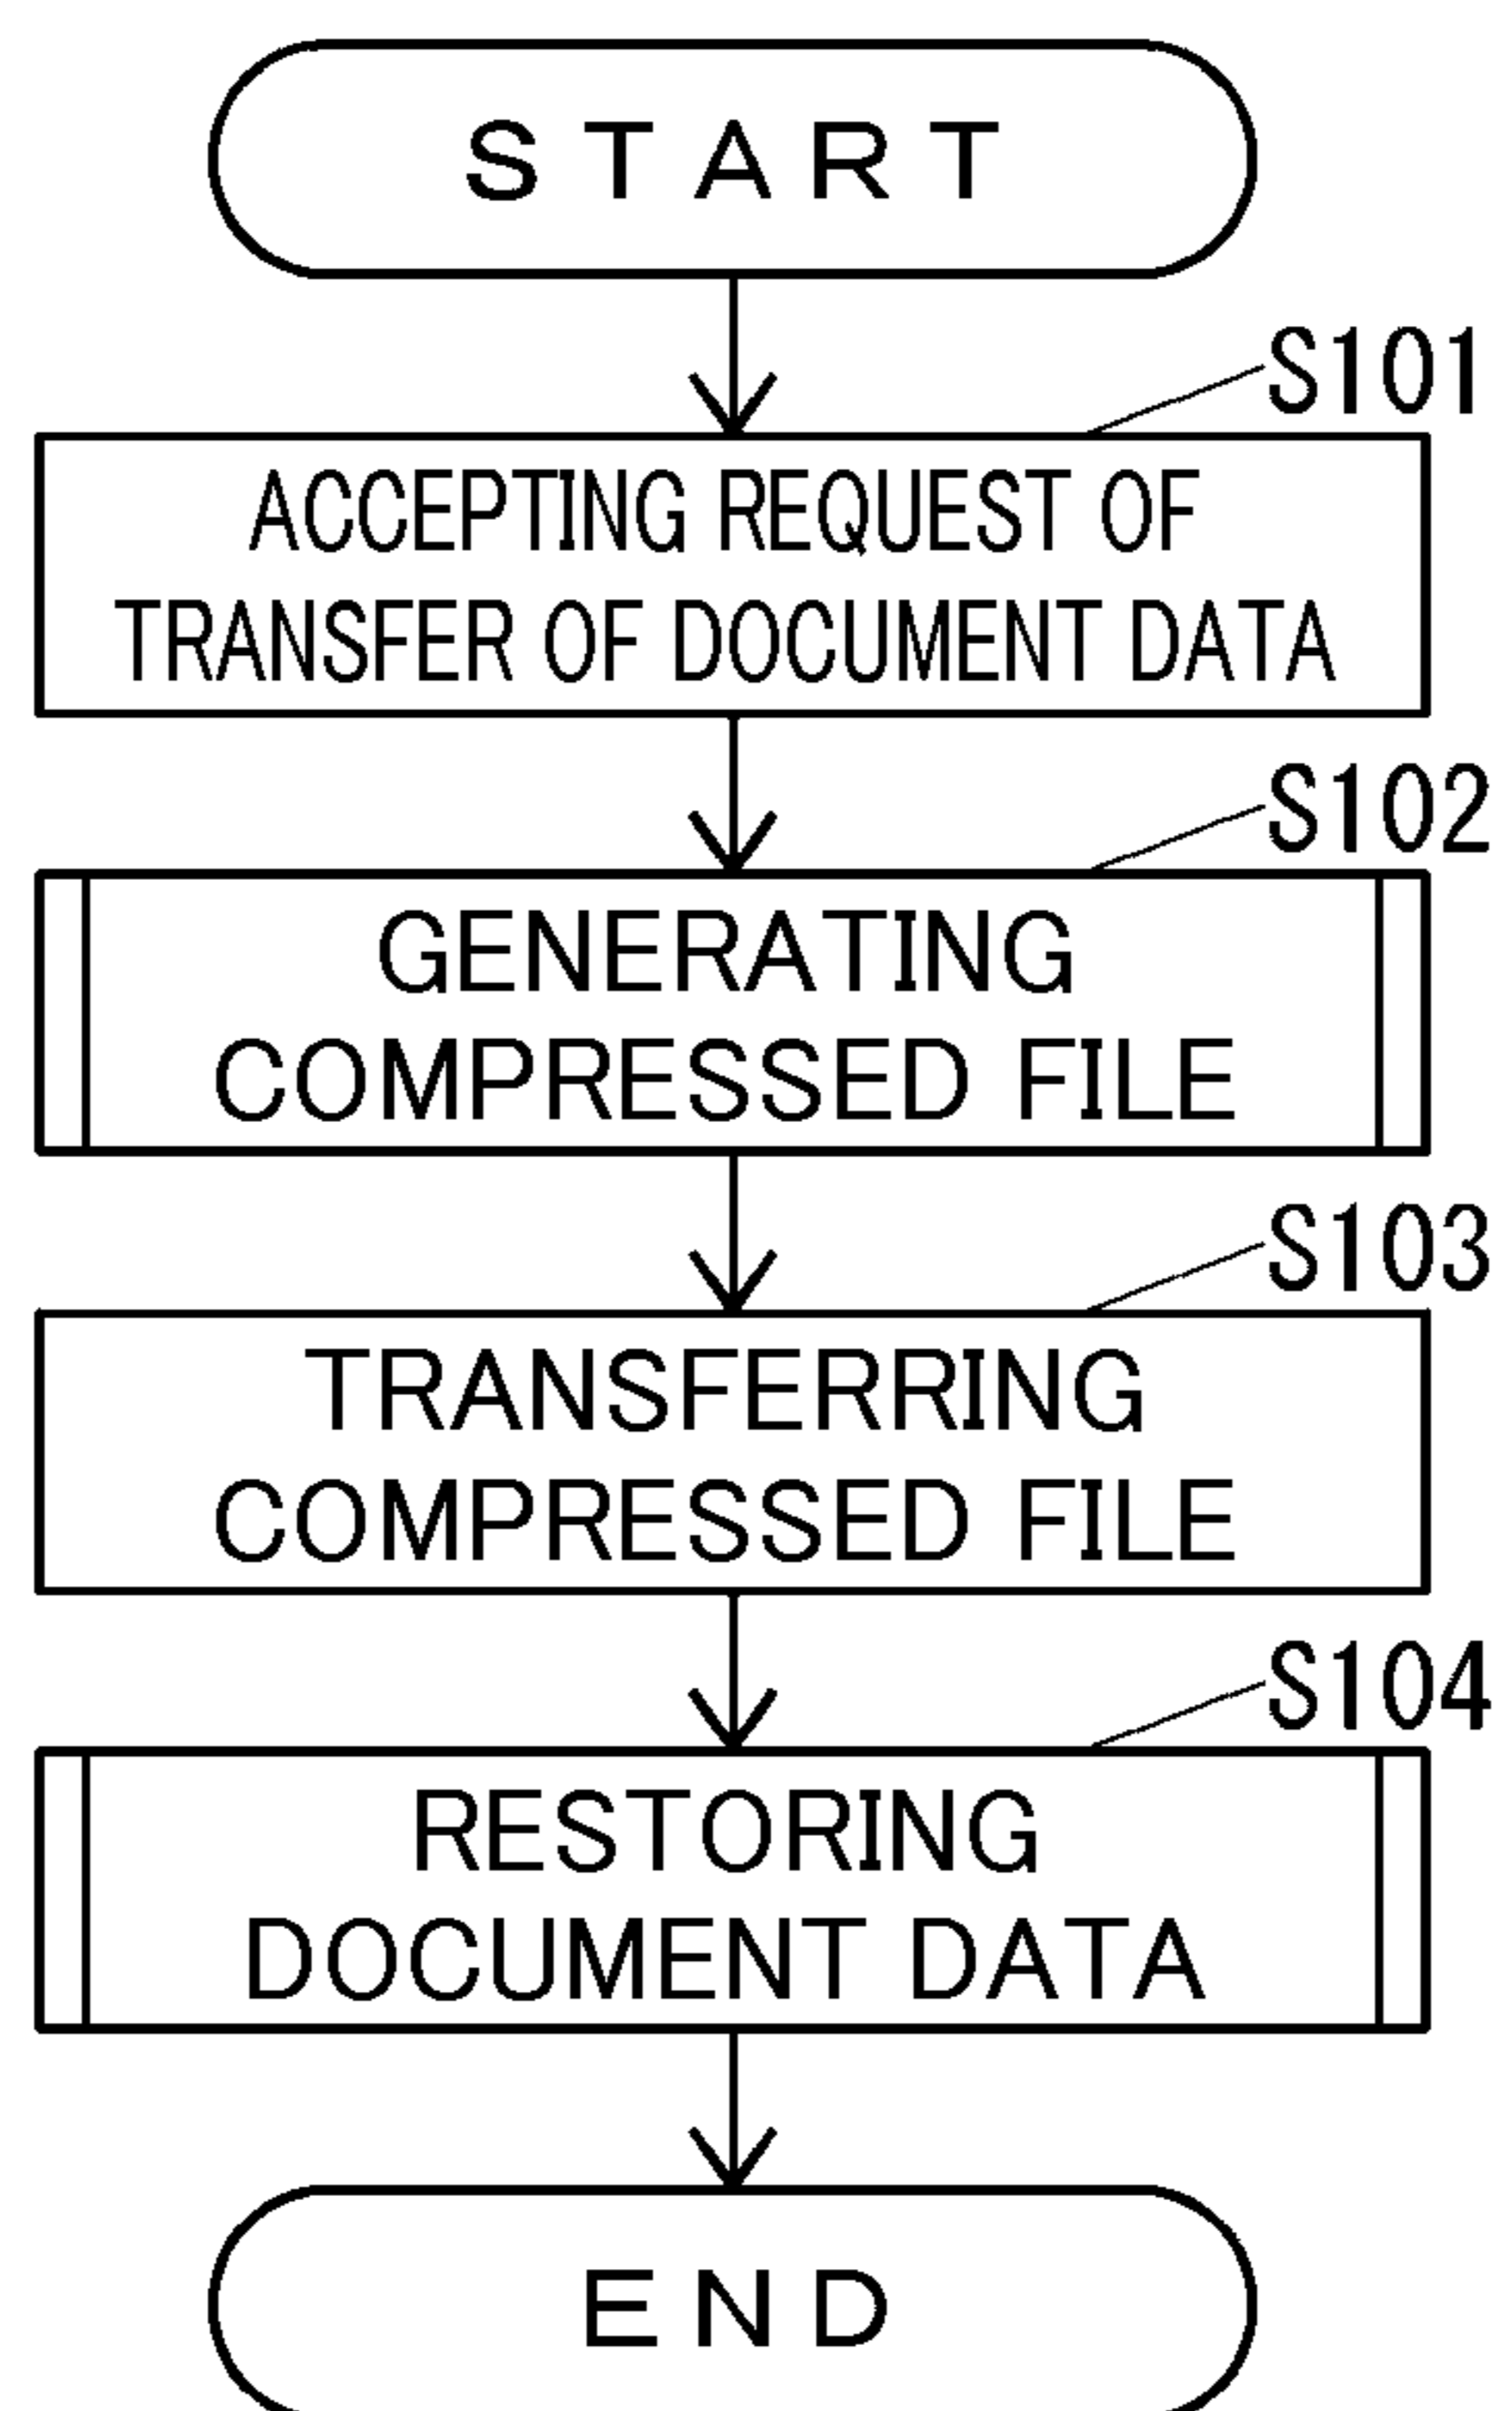 START
S101
ACCEPTING REQUEST OF
TRANSFER OF DOCUMENT DATA
S102
GENERATING
COMPRESSED FILE
S103
TRANSFERRING
COMPRESSED FILE
S104
RESTORING
DOCUMENT DATA
END